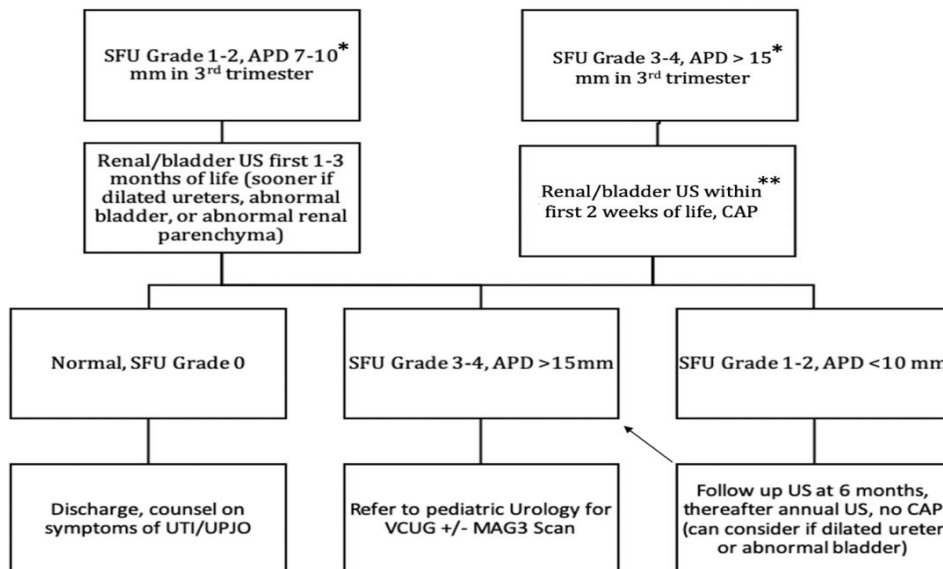 SFU Grade 1-2, APD 7-10*
mm in 3rd trimester
SFU Grade 3-4, APD > 15*
mm in 3rd trimester
Renal/bladder US first 1-3
months of life (sooner if
dilated ureters, abnormal
bladder, or abnormal renal
parenchyma)
Renal/bladder US within**
first 2 weeks of life, CAP
Normal, SFU Grade 0
SFU Grade 3-4, APD >15mm
SFU Grade 1-2, APD <10 mm
Discharge, counsel on
symptoms of UTI/UPJO
Refer to pediatric Urology for
VCUG +/- MAG3 Scan
Follow up US at 6 months,
thereafter annual US, no CAP
(can consider if dilated ureter
or abnormal bladder)